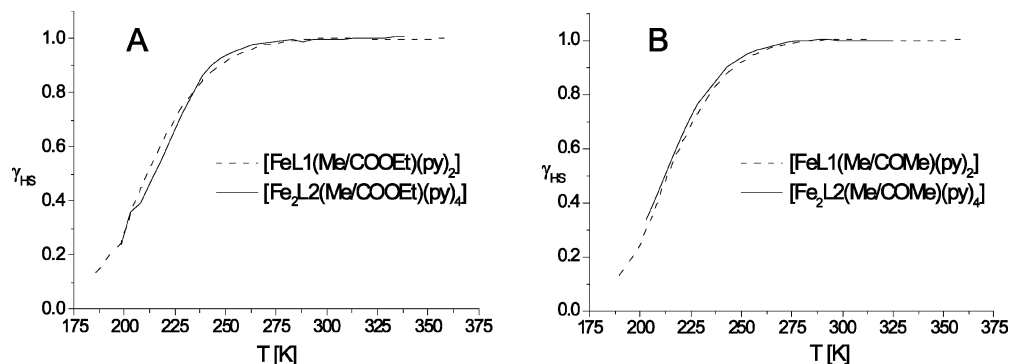 A
1.0
0.8
0.6
0.4
0.2
0.0
γHS
[FeL1(Me/COOEt)(py)2]
[Fe2L2(Me/COOEt)(py)4]
175 200 225 250 275 300 325 350 375
T [K]
B
1.0
0.8
0.6
0.4
0.2
0.0
γHS
[FeL1(Me/COMe)(py)2]
[Fe2L2(Me/COMe)(py)4]
175 200 225 250 275 300 325 350 375
T [K]